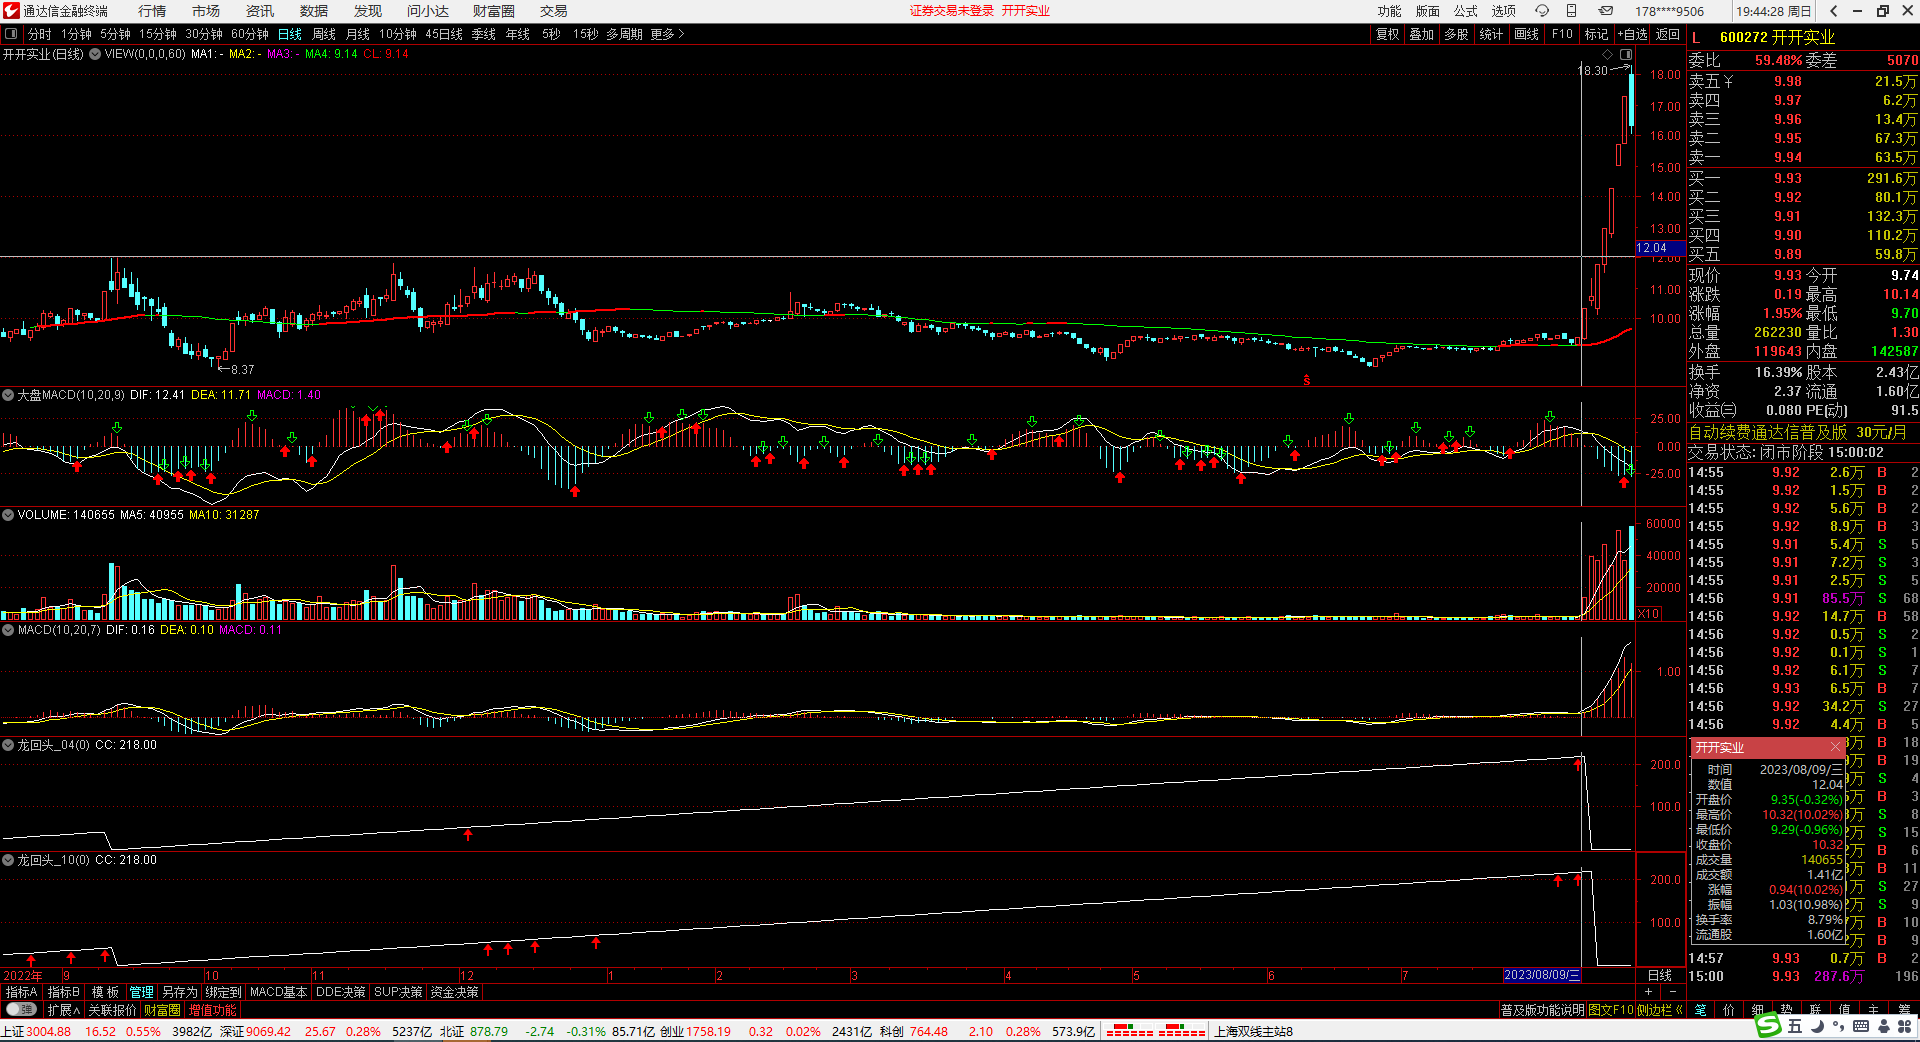 通达信金融终端 行情 市场 资讯 数据 发现 问小达 财富圈 交易 证券交易未登录 开开实业 功能 版面 公式 选项 178****9506 19:44:28 周日
分时 1分钟 5分钟 15分钟 30分钟 60分钟 日线 周线 月线 10分钟 45日线 季线 年线 5秒 15秒 多周期 更多 复权 叠加 多股 统计 画线 F10 标记 +自选 返回
L 600272 开开实业
开开实业(日线) VIEW(0,0,0,60) MA1: - MA2: - MA3: - MA4: 9.14 CL: 9.14
18.30
18.00
17.00
16.00
15.00
14.00
13.00
12.04
12.00
11.00
10.00
8.37
S
委比 59.48% 委差 5070
卖五 ¥ 9.98 21.5万
卖四 9.97 6.2万
卖三 9.96 13.4万
卖二 9.95 67.3万
卖一 9.94 63.5万
买一 9.93 291.6万
买二 9.92 80.1万
买三 9.91 132.3万
买四 9.90 110.2万
买五 9.89 59.8万
现价 9.93 今开 9.74
涨跌 0.19 最高 10.14
涨幅 1.95% 最低 9.70
总量 262230 量比 1.30
外盘 119643 内盘 142587
换手 16.39% 股本 2.43亿
净资 2.37 流通 1.60亿
收益㈢ 0.080 PE(动) 91.5
自动续费通达信普及版 30元/月
交易状态: 闭市阶段 15:00:02
大盘MACD(10,20,9) DIF: 12.41 DEA: 11.71 MACD: 1.40
25.00
0.00
-25.00
VOLUME: 140655 MA5: 40955 MA10: 31287
60000
40000
20000
X10
MACD(10,20,7) DIF: 0.16 DEA: 0.10 MACD: 0.11
1.00
龙回头_04(0) CC: 218.00
200.0
100.0
龙回头_10(0) CC: 218.00
200.0
100.0
14:55 9.92 2.6万 B 2
14:55 9.92 1.5万 B 2
14:55 9.92 5.6万 B 2
14:55 9.92 8.9万 B 3
14:55 9.91 5.4万 S 5
14:55 9.91 7.2万 S 3
14:55 9.91 2.5万 S 5
14:56 9.91 85.5万 S 68
14:56 9.92 14.7万 B 58
14:56 9.92 0.5万 S 2
14:56 9.92 0.1万 S 1
14:56 9.92 6.1万 S 7
14:56 9.93 6.5万 B 7
14:56 9.92 34.2万 S 27
14:56 9.92 4.4万 B 5
万 B 18
万 B 19
万 S 4
万 B 3
万 S 8
万 S 15
万 B 6
万 B 11
万 S 27
万 S 9
万 B 10
万 B 9
14:57 9.93 0.7万 B 2
15:00 9.93 287.6万 196
开开实业
时间 2023/08/09/三
数值 12.04
开盘价 9.35(-0.32%)
最高价 10.32(10.02%)
最低价 9.29(-0.96%)
收盘价 10.32
成交量 140655
成交额 1.41亿
涨幅 0.94(10.02%)
振幅 1.03(10.98%)
换手率 8.79%
流通股 1.60亿
2022年 9 10 11 12 1 2 3 4 5 6 7 2023/08/09/三 日线
指标A 指标B 模板 管理 另存为 绑定到 MACD基本 DDE决策 SUP决策 资金决策 + -
弹 扩展∧ 关联报价 财富圈 增值功能 普及版功能说明 图文F10 侧边栏 《 笔 价 细 势 联 值 主 筹
上证3004.88 16.52 0.55% 3982亿 深证9069.42 25.67 0.28% 5237亿 北证 878.79 -2.74 -0.31% 85.71亿 创业1758.19 0.32 0.02% 2431亿 科创 764.48 2.10 0.28% 573.9亿 上海双线主站8
S 五